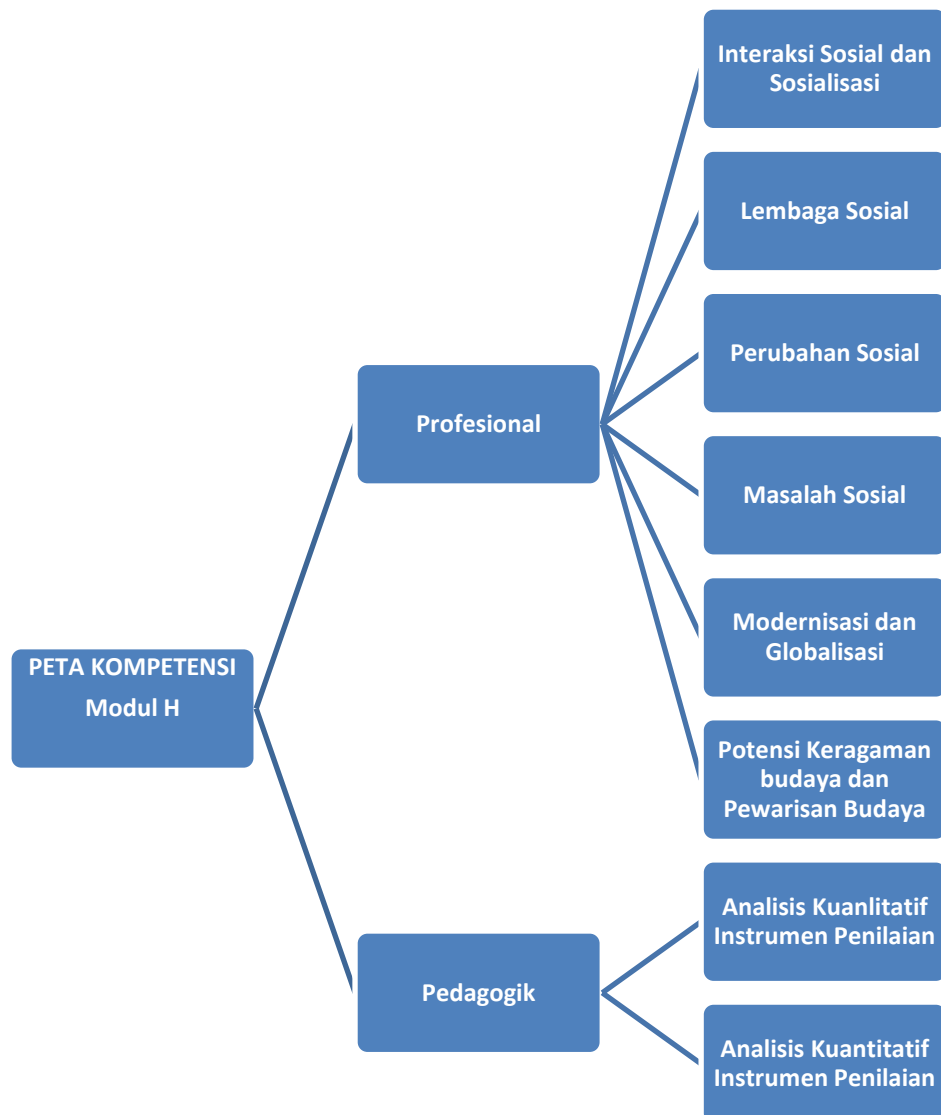 Interaksi Sosial dan
Sosialisasi
Lembaga Sosial
Perubahan Sosial
Profesional
Masalah Sosial
Modernisasi dan
Globalisasi
PETA KOMPETENSI
Modul H
Potensi Keragaman
budaya dan
Pewarisan Budaya
Analisis Kuanlitatif
Instrumen Penilaian
Pedagogik
Analisis Kuantitatif
Instrumen Penilaian